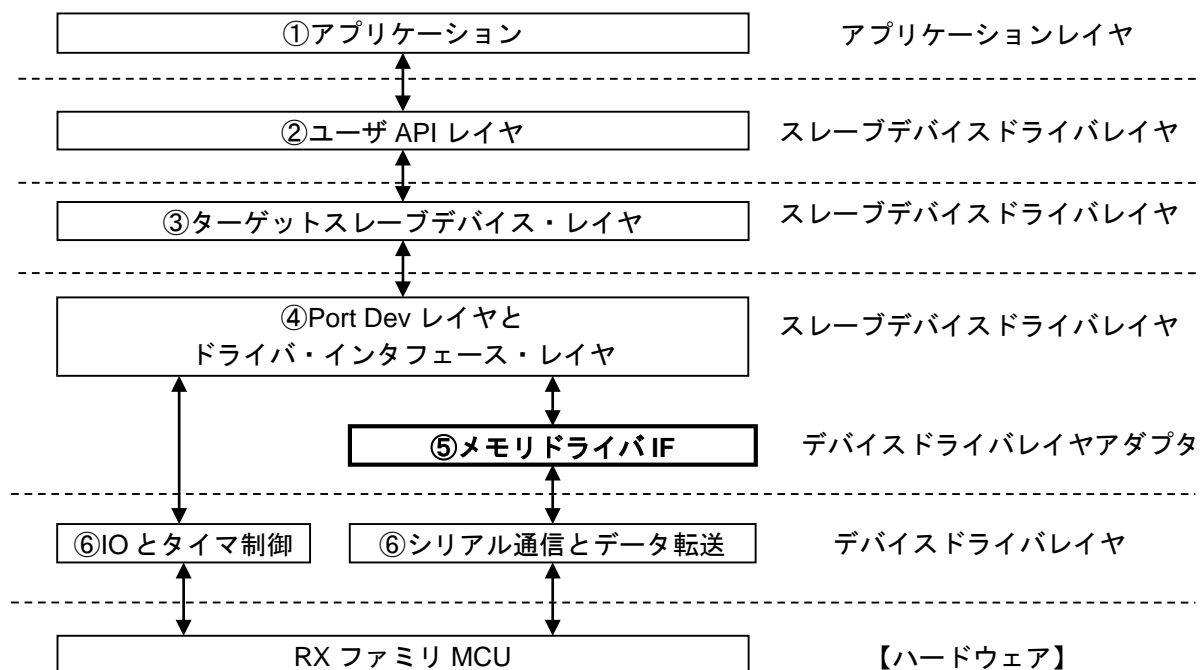 ①アプリケーション
アプリケーションレイヤ
②ユーザ API レイヤ
スレーブデバイスドライバレイヤ
③ターゲットスレーブデバイス・レイヤ
スレーブデバイスドライバレイヤ
④Port Dev レイヤと
ドライバ・インタフェース・レイヤ
スレーブデバイスドライバレイヤ
⑤メモリドライバ IF
デバイスドライバレイヤアダプタ
⑥IO とタイマ制御
⑥シリアル通信とデータ転送
デバイスドライバレイヤ
RX ファミリ MCU
【ハードウェア】